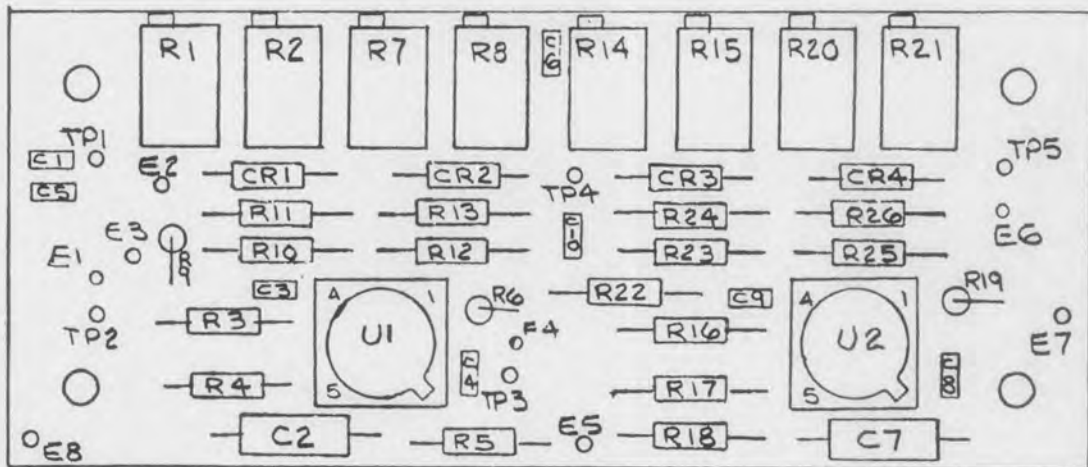 R1 R2 R7 R8 C6 R14 R15 R20 R21
TP1 TP5
C1 E2 CR1 CR2 TP4 CR3 CR4
C5 R11 R13 R24 R26
E3 R9 R10 R12 C10 R23 R25 E6
E1 C3 4 1 R6 R22 C9 4 1 R19
TP2 R3 U1 E4 R16 U2 E7
R4 5 C4 TP3 R17 5 C8
E8 C2 R5 E5 R18 C7